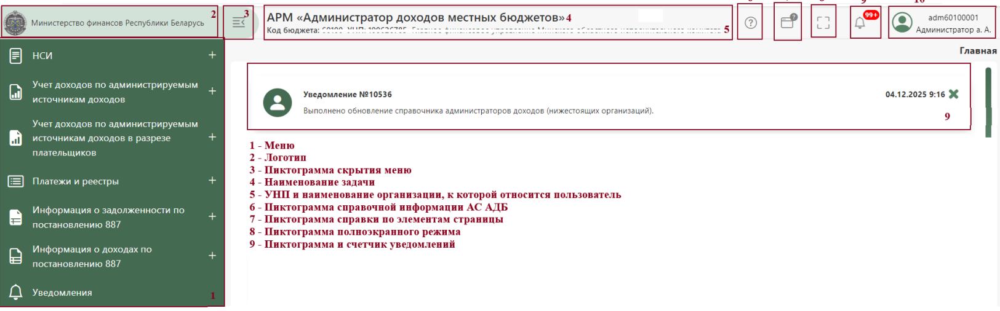 Министерство финансов Республики Беларусь
2
3
АРМ «Администратор доходов местных бюджетов» 4
Код бюджета:
5
9
99+
10
adm60100001
Администратор а. А.
Главная
НСИ +
Учет доходов по администрируемым
источникам доходов +
Учет доходов по администрируемым
источникам доходов в разрезе +
плательщиков
Платежи и реестры +
Информация о задолженности по
постановлению 887 +
Информация о доходах по
постановлению 887 +
Уведомления
1
Уведомление №10536
04.12.2025 9:16
Выполнено обновление справочника администраторов доходов (нижестоящих организаций).
9
1 - Меню
2 - Логотип
3 - Пиктограмма скрытия меню
4 - Наименование задачи
5 - УНП и наименование организации, к которой относится пользователь
6 - Пиктограмма справочной информации АС АДБ
7 - Пиктограмма справки по элементам страницы
8 - Пиктограмма полноэкранного режима
9 - Пиктограмма и счетчик уведомлений